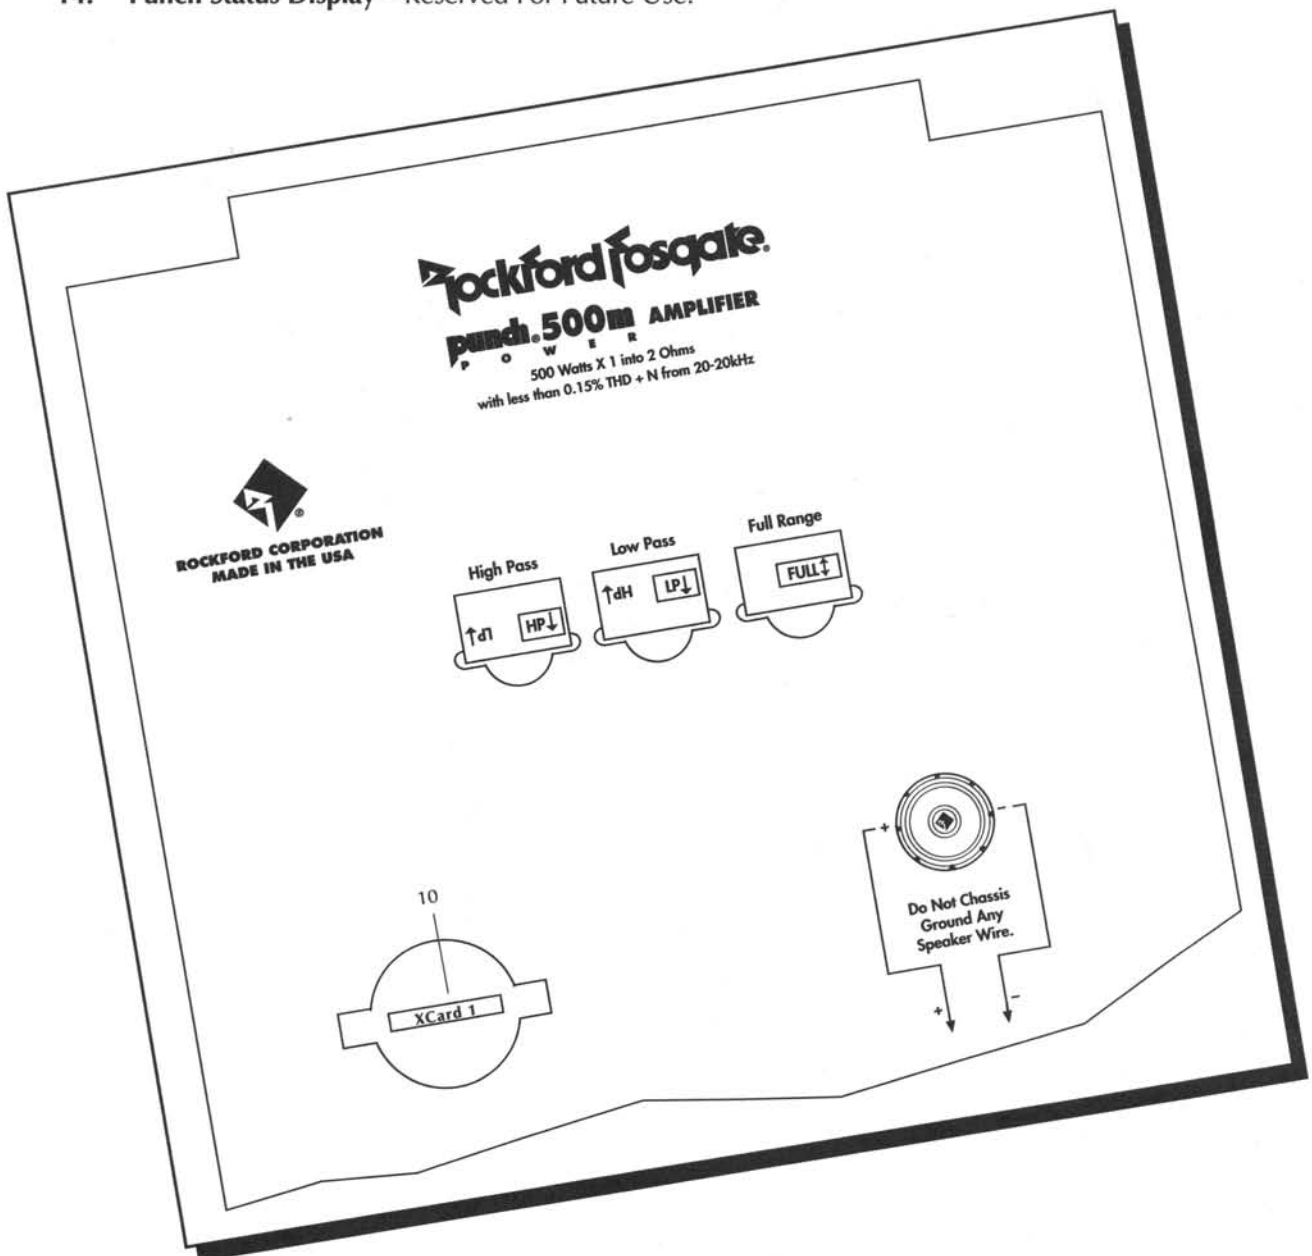 Punch Status Display – Reserved For Future Use.
Rockford Fosgate®
punch®500m AMPLIFIER
POWER
500 Watts X 1 into 2 Ohms
with less than 0.15% THD + N from 20-20kHz
®
ROCKFORD CORPORATION
MADE IN THE USA
High Pass
LP↓
HP↓
Low Pass
HP↓
LP↓
Full Range
FULL↕
+ -
Do Not Chassis
Ground Any
Speaker Wire.
+ -
10
XCard 1